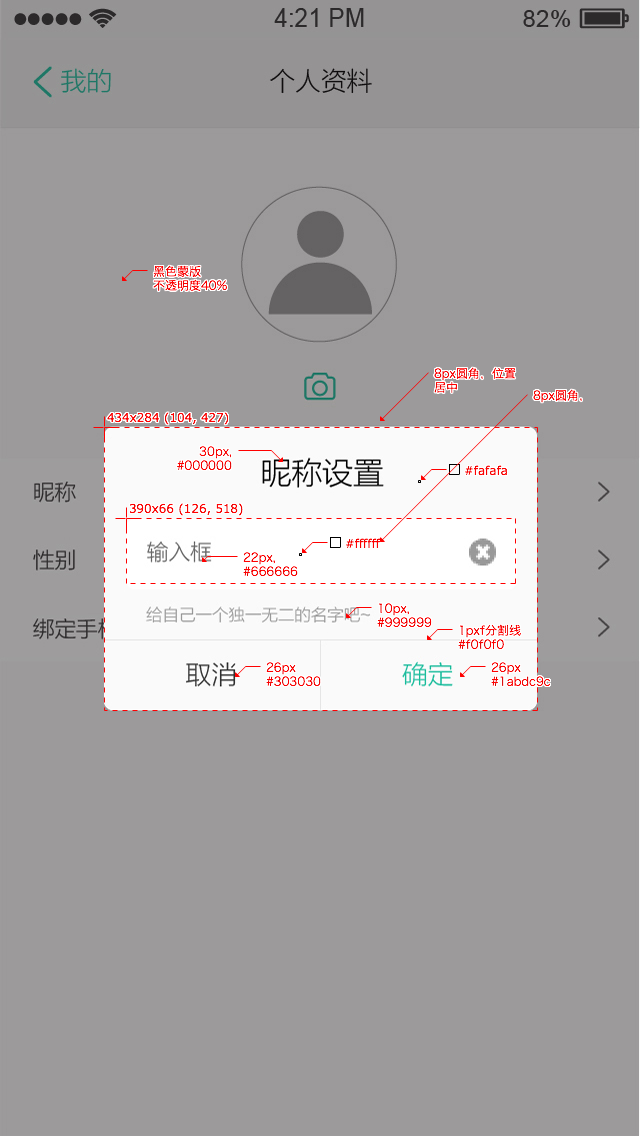 4:21 PM
82%
我的
个人资料
黑色蒙版
不透明度40%
8px圆角、位置
居中
8px圆角、
434x284 (104, 427)
30px,
#000000
昵称设置
#fafafa
昵称
390x66 (126, 518)
输入框
#ffffff
22px,
#666666
性别
给自己一个独一无二的名字吧~
10px,
#999999
绑定手机
1pxf分割线
#f0f0f0
取消
26px
#303030
确定
26px
#1abdc9c